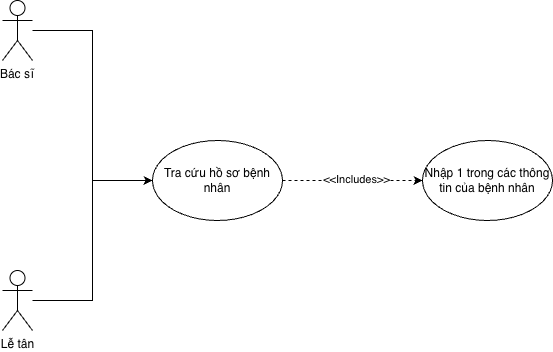 Bác sĩ
Tra cứu hồ sơ bệnh
nhân
<<Includes>>
Nhập 1 trong các thông
tin của bệnh nhân
Lễ tân